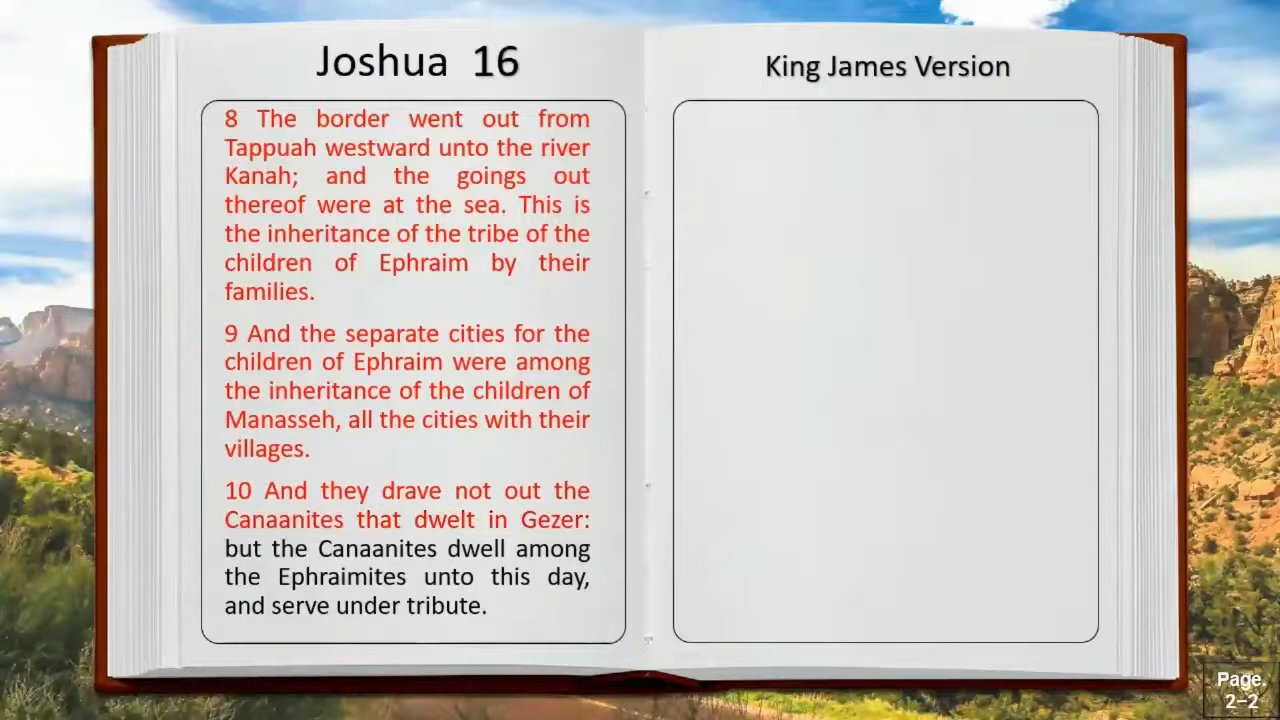 Joshua 16
King James Version
8 The border went out from
Tappuah westward unto the river
Kanah; and the goings out
thereof were at the sea. This is
the inheritance of the tribe of the
children of Ephraim by their
families.
9 And the separate cities for the
children of Ephraim were among
the inheritance of the children of
Manasseh, all the cities with their
villages.
10 And they drave not out the
Canaanites that dwelt in Gezer:
but the Canaanites dwell among
the Ephraimites unto this day,
and serve under tribute.
Page.
2-2